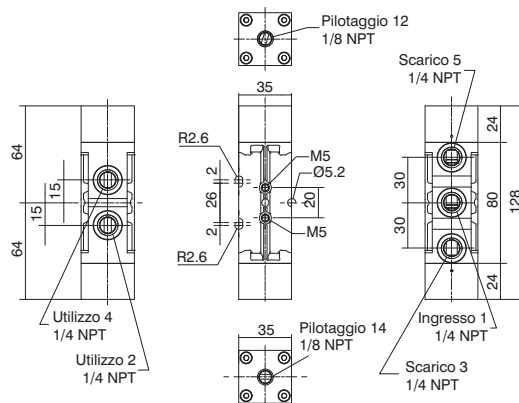 Pilotaggio 12
1/8 NPT
35
Scarico 5
1/4 NPT
64
64
15
15
R2.6
2
26
2
R2.6
M5
Ø5.2
20
M5
30
30
24
80
24
128
Utilizzo 4
1/4 NPT
Utilizzo 2
1/4 NPT
35
Pilotaggio 14
1/8 NPT
Ingresso 1
1/4 NPT
Scarico 3
1/4 NPT